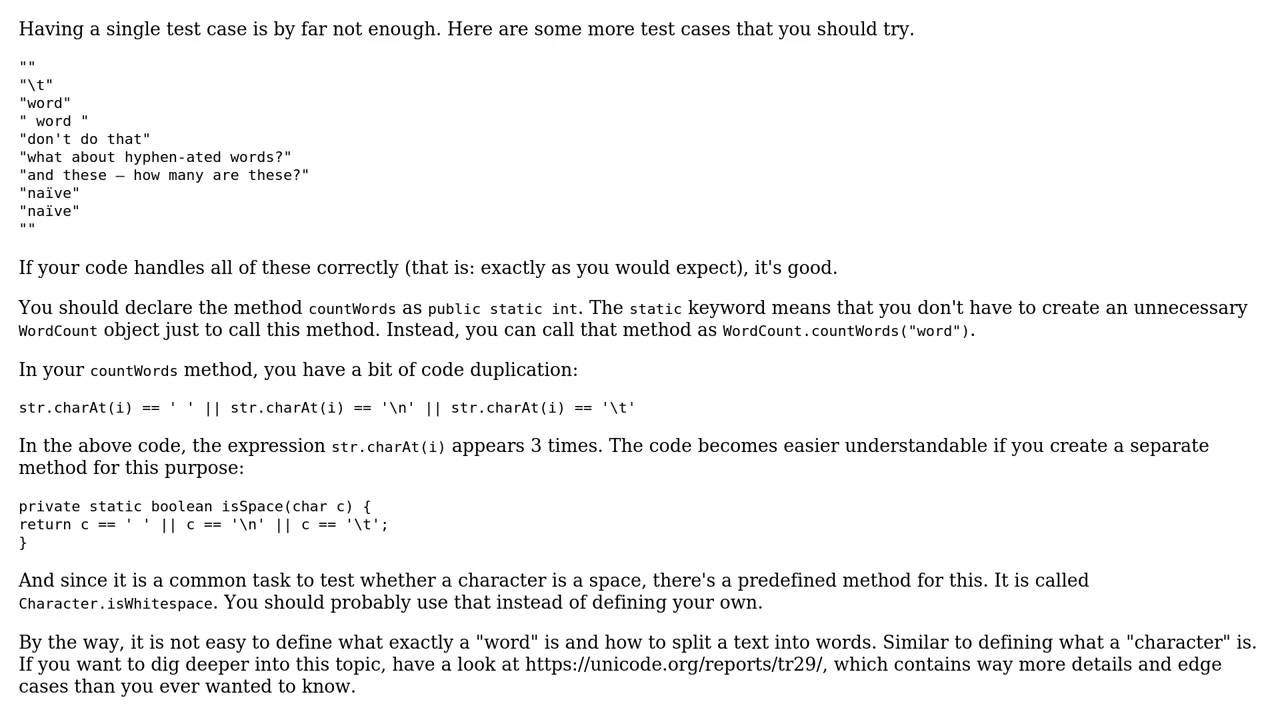 Having a single test case is by far not enough. Here are some more test cases that you should try.
""
"\t"
"word"
" word "
"don't do that"
"what about hyphen-ated words?"
"and these — how many are these?"
"naïve"
"naïve"
""
If your code handles all of these correctly (that is: exactly as you would expect), it's good.
You should declare the method countWords as public static int. The static keyword means that you don't have to create an unnecessary
WordCount object just to call this method. Instead, you can call that method as WordCount.countWords("word").
In your countWords method, you have a bit of code duplication:
str.charAt(i) == ' ' || str.charAt(i) == '\n' || str.charAt(i) == '\t'
In the above code, the expression str.charAt(i) appears 3 times. The code becomes easier understandable if you create a separate
method for this purpose:
private static boolean isSpace(char c) {
return c == ' ' || c == '\n' || c == '\t';
}
And since it is a common task to test whether a character is a space, there's a predefined method for this. It is called
Character.isWhitespace. You should probably use that instead of defining your own.
By the way, it is not easy to define what exactly a "word" is and how to split a text into words. Similar to defining what a "character" is.
If you want to dig deeper into this topic, have a look at https://unicode.org/reports/tr29/, which contains way more details and edge
cases than you ever wanted to know.